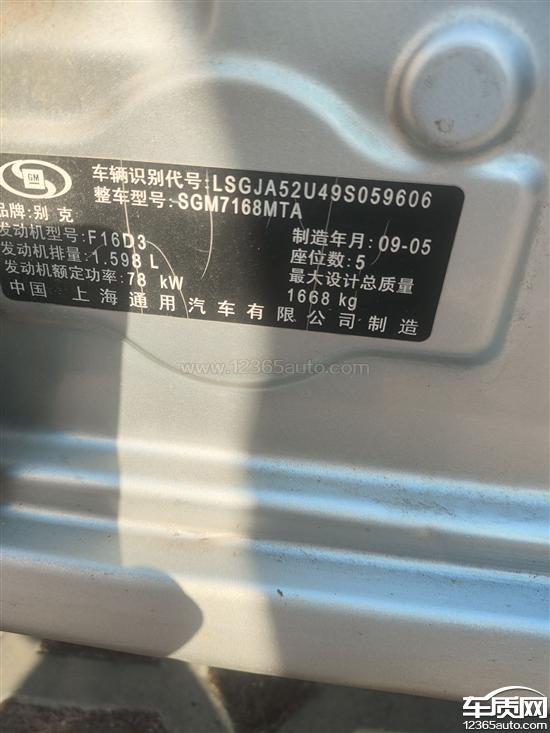 GM
车辆识别代号:LSGJA52U49S059606
整车型号:SGM7168MTA
品牌:别克
发动机型号:F16D3
制造年月:09-05
发动机排量:1.598 L
座位数:5
发动机额定功率:78 kW
最大设计总质量
1668 kg
中国 上海通用汽车有限公司制造
www.12365auto.com
车质网
12365auto.com